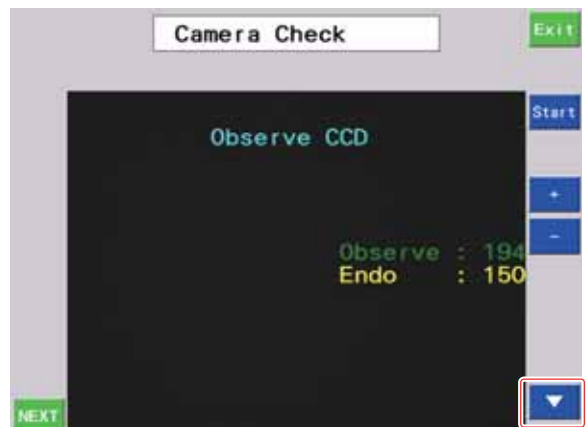 Camera Check
Exit
Start
Observe CCD
+
-
Observe : 194
Endo : 150
NEXT
▼